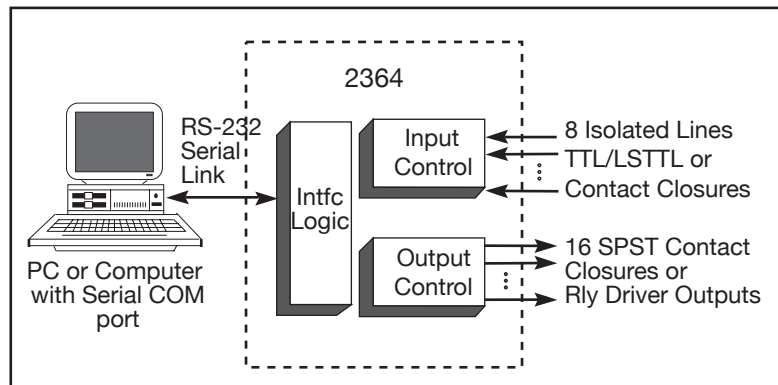 2364
RS-232
Serial
Link
PC or Computer
with Serial COM
port
Intfc
Logic
Input
Control
8 Isolated Lines
TTL/LSTTL or
Contact Closures
Output
Control
16 SPST Contact
Closures or
Rly Driver Outputs